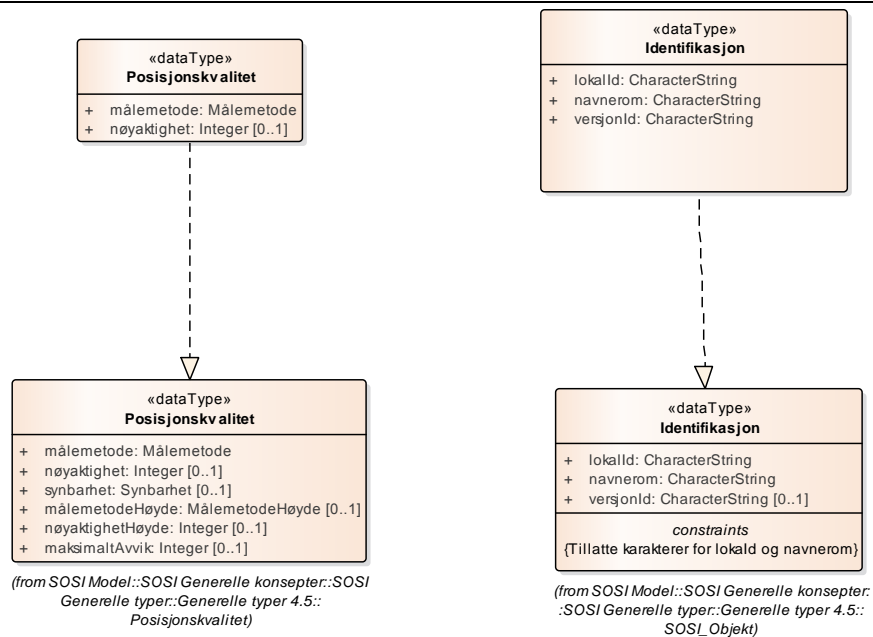 «dataType»
Posisjonskvalitet
+ målemetode: Målemetode
+ nøyaktighet: Integer [0..1]
«dataType»
Identifikasjon
+ lokalId: CharacterString
+ navnerom: CharacterString
+ versjonId: CharacterString
«dataType»
Posisjonskvalitet
+ målemetode: Målemetode
+ nøyaktighet: Integer [0..1]
+ synbarhet: Synbarhet [0..1]
+ målemetodeHøyde: MålemetodeHøyde [0..1]
+ nøyaktighetHøyde: Integer [0..1]
+ maksimaltAvvik: Integer [0..1]
(from SOSI Model::SOSI Generelle konsepter::SOSI
Generelle typer::Generelle typer 4.5::
Posisjonskvalitet)
«dataType»
Identifikasjon
+ lokalId: CharacterString
+ navnerom: CharacterString
+ versjonId: CharacterString [0..1]
constraints
{Tillatte karakterer for lokaId og navnerom}
(from SOSI Model::SOSI Generelle konsepter:
:SOSI Generelle typer::Generelle typer 4.5::
SOSI_Objekt)